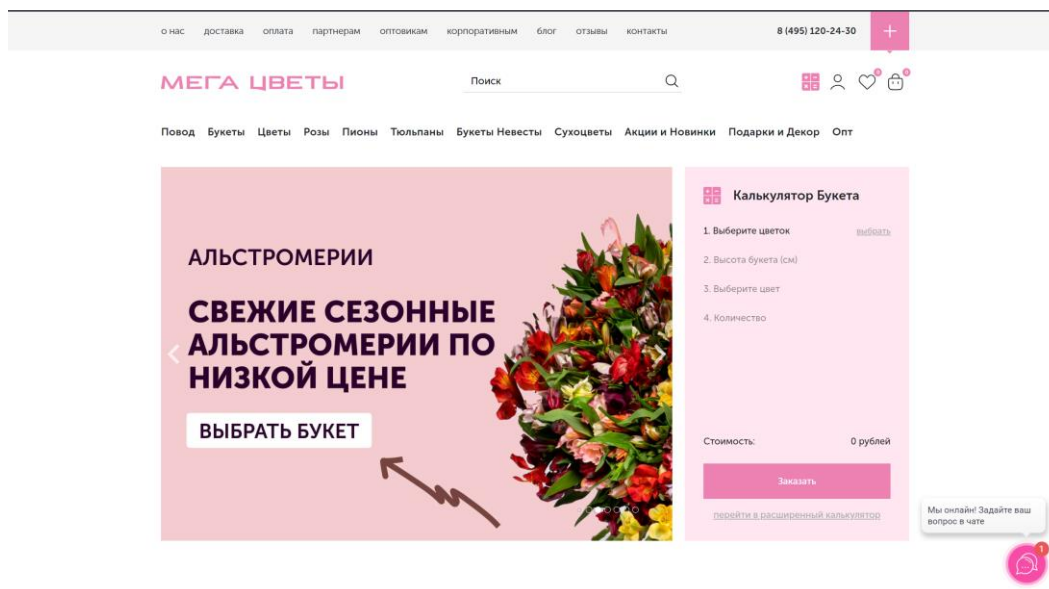 о нас доставка оплата партнерам оптовикам корпоративным блог отзывы контакты 8 (495) 120-24-30
МЕГА ЦВЕТЫ Поиск 0 0
Повод Букеты Цветы Розы Пионы Тюльпаны Букеты Невесты Сухоцветы Акции и Новинки Подарки и Декор Опт
АЛЬСТРОМЕРИИ
СВЕЖИЕ СЕЗОННЫЕ
АЛЬСТРОМЕРИИ ПО
НИЗКОЙ ЦЕНЕ
ВЫБРАТЬ БУКЕТ
Калькулятор Букета
1. Выберите цветок выбрать
2. Высота букета (см)
3. Выберите цвет
4. Количество
Стоимость: 0 рублей
Заказать
перейти в расширенный калькулятор
Мы онлайн! Задайте ваш
вопрос в чате
1